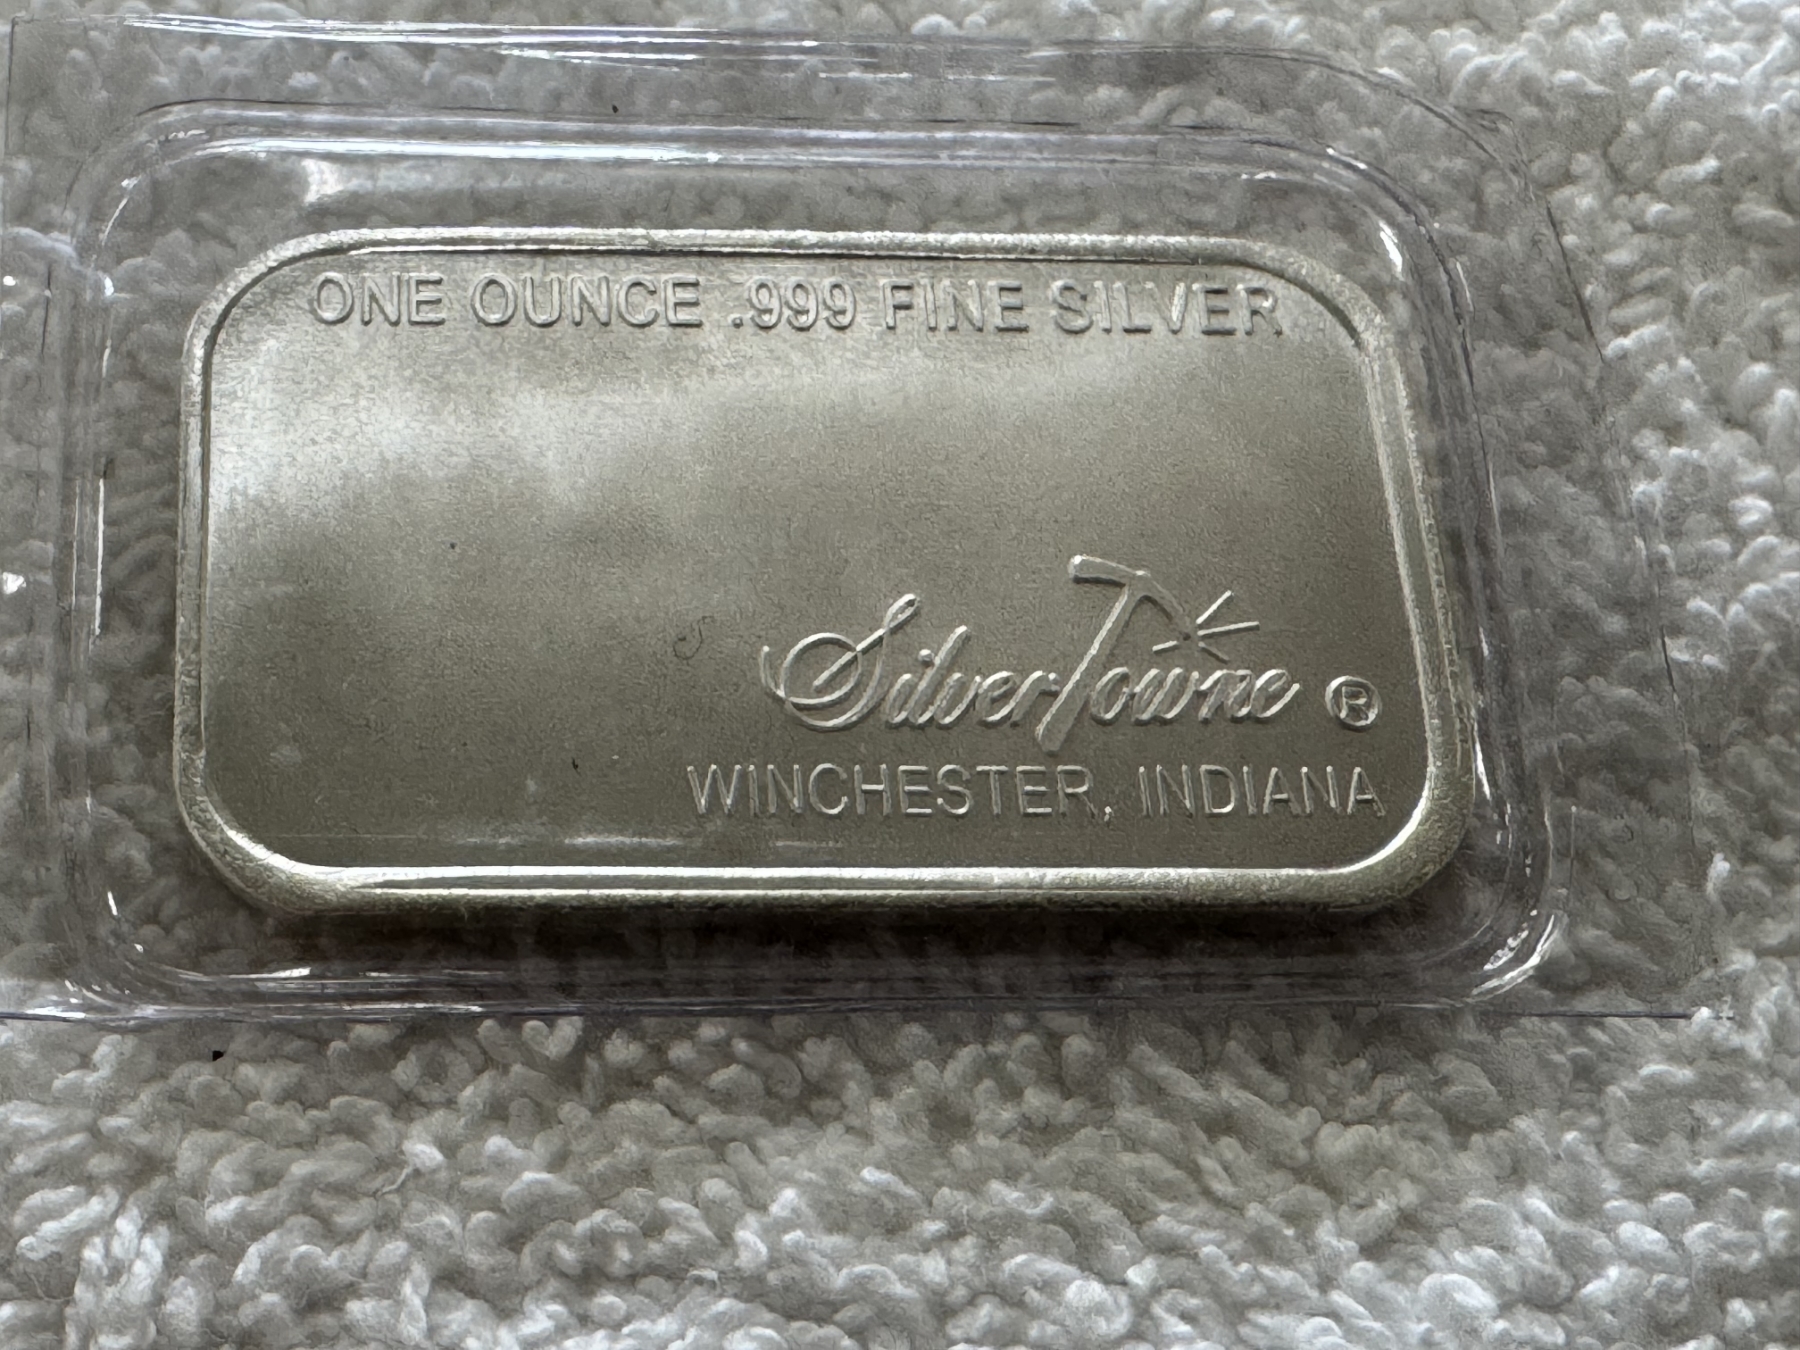 ONE OUNCE .999 FINE SILVER
SilverTowne ®
WINCHESTER, INDIANA